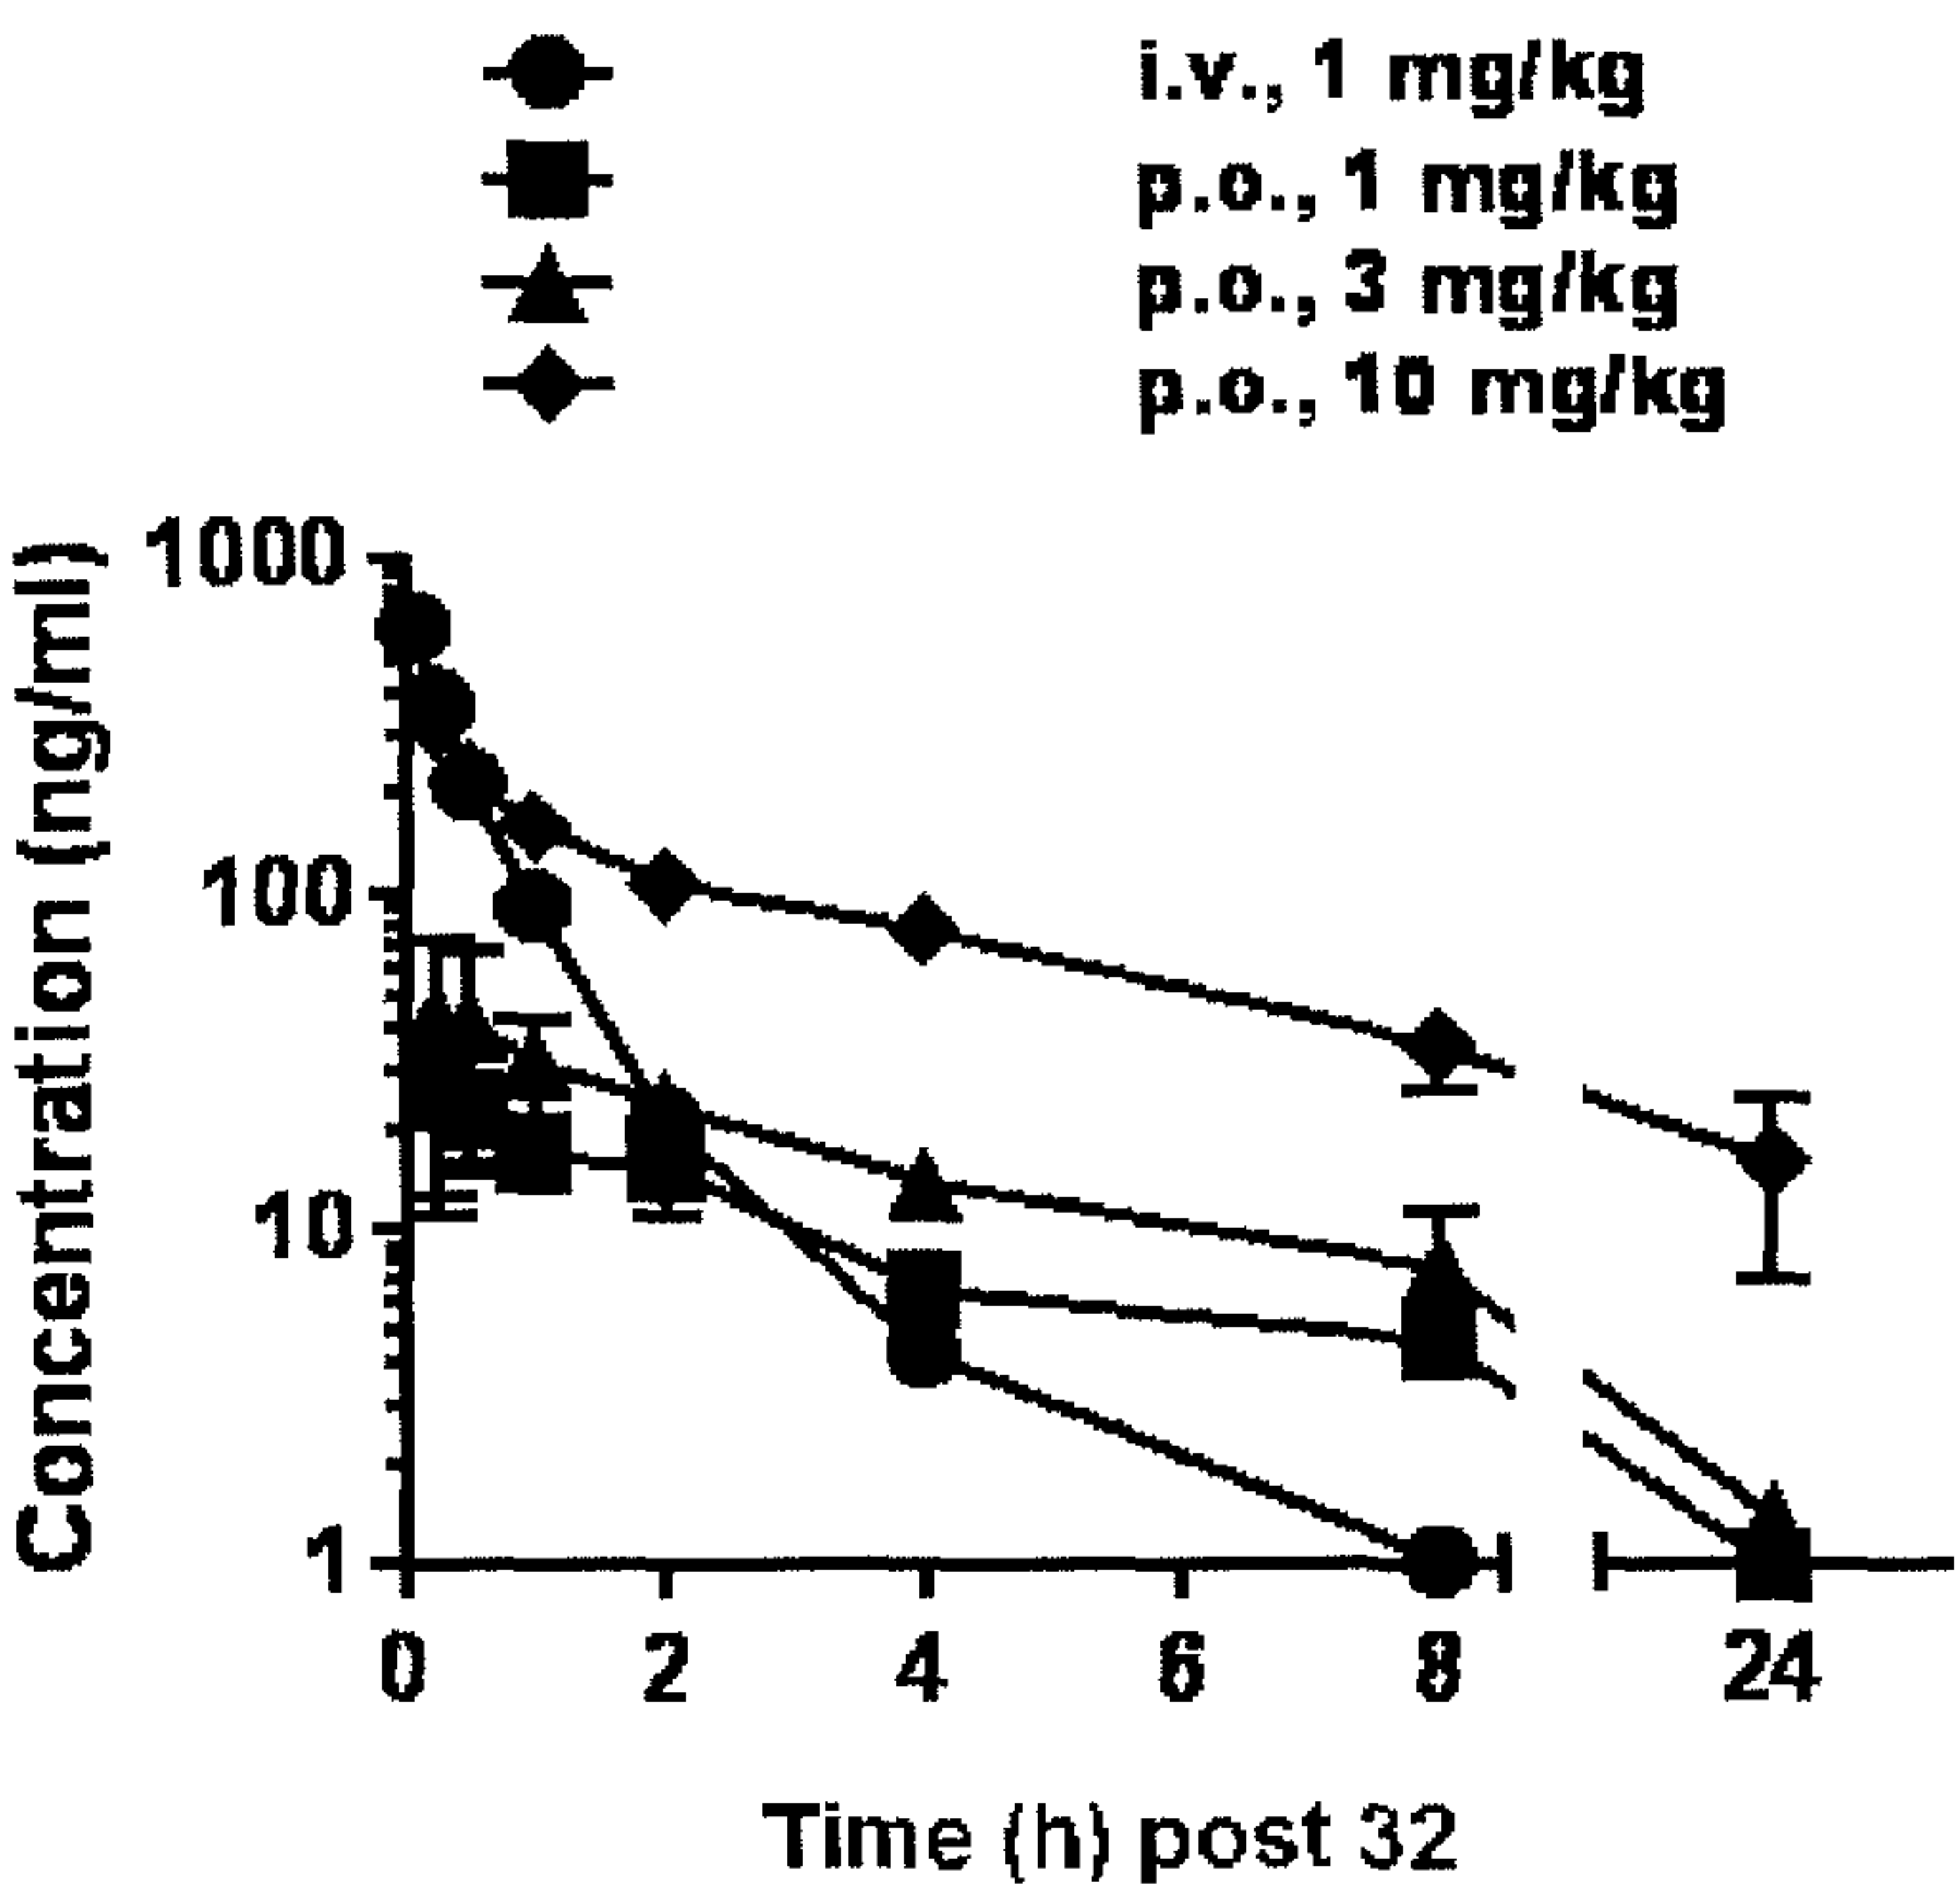 i.v., 1 mg/kg
p.o., 1 mg/kg
p.o., 3 mg/kg
p.o., 10 mg/kg
Concentration (ng/ml)
1000
100
10
1
0 2 4 6 8 24
Time (h) post 32